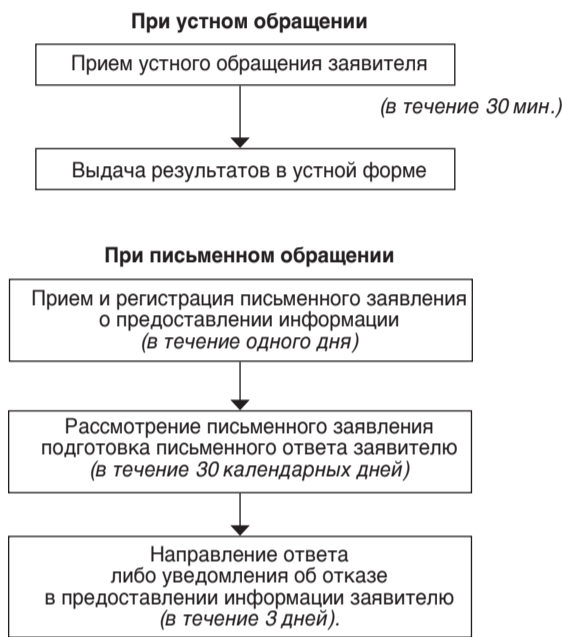 При устном обращении
Прием устного обращения заявителя
(в течение 30 мин.)
Выдача результатов в устной форме
При письменном обращении
Прием и регистрация письменного заявления
о предоставлении информации
(в течение одного дня)
Рассмотрение письменного заявления
подготовка письменного ответа заявителю
(в течение 30 календарных дней)
Направление ответа
либо уведомления об отказе
в предоставлении информации заявителю
(в течение 3 дней).